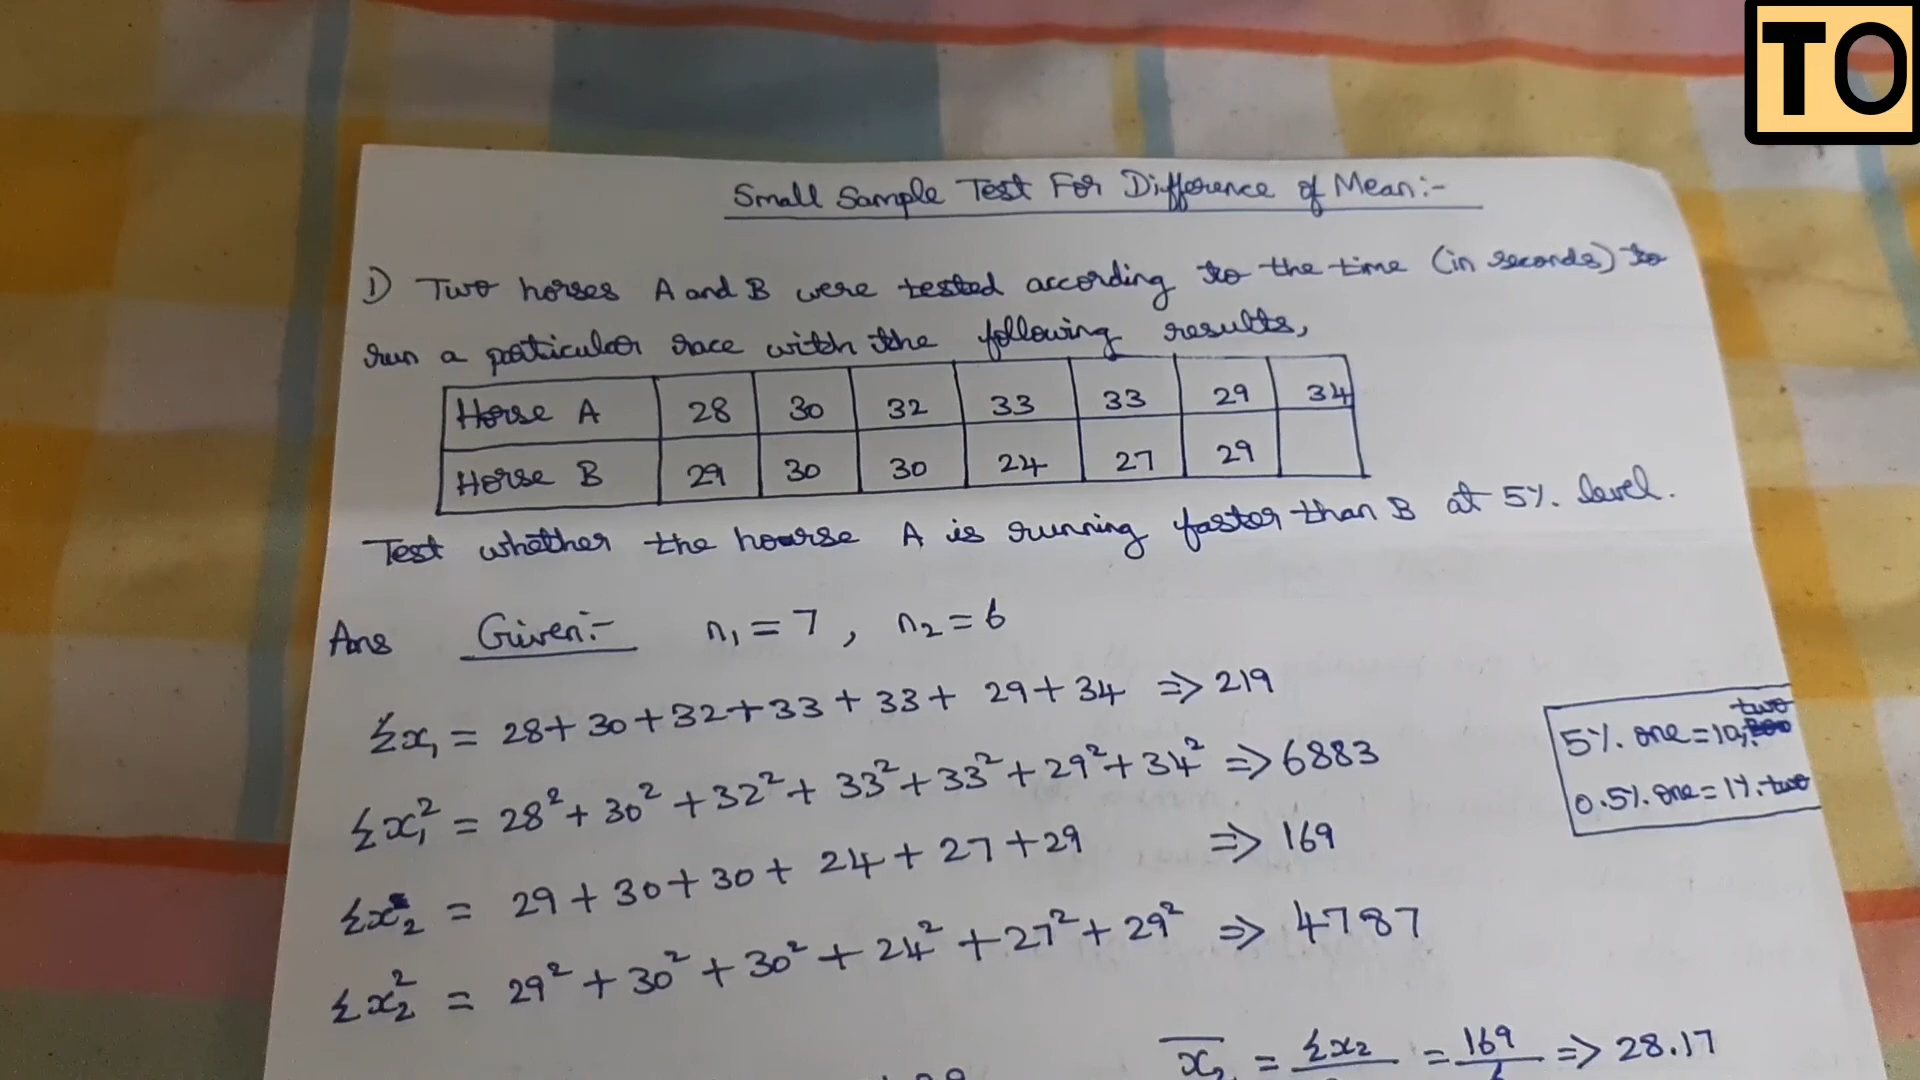 TO
Small Sample Test For Difference of Mean:-
1) Two horses A and B were tested according to the time (in seconds) to
run a particular race with the following results,
Horse A 28 30 32 33 33 29 34
Horse B 29 30 30 24 27 29
Test whether the hourse A is running faster than B at 5%. level.
Ans Given:- n₁ = 7, n₂ = 6
Σx₁ = 28+30+32+33+33+ 29+34 => 219
Σx₁² = 28²+30²+32²+33²+33²+29²+34² => 6883
Σx₂ = 29+30+30+ 24+27+29 => 169
Σx₂² = 29²+30²+30²+24²+27²+29² => 4787
5%. one = 10%. two
0.5%. one = 1%. two
x̄₂ = Σx₂ = 169 => 28.17